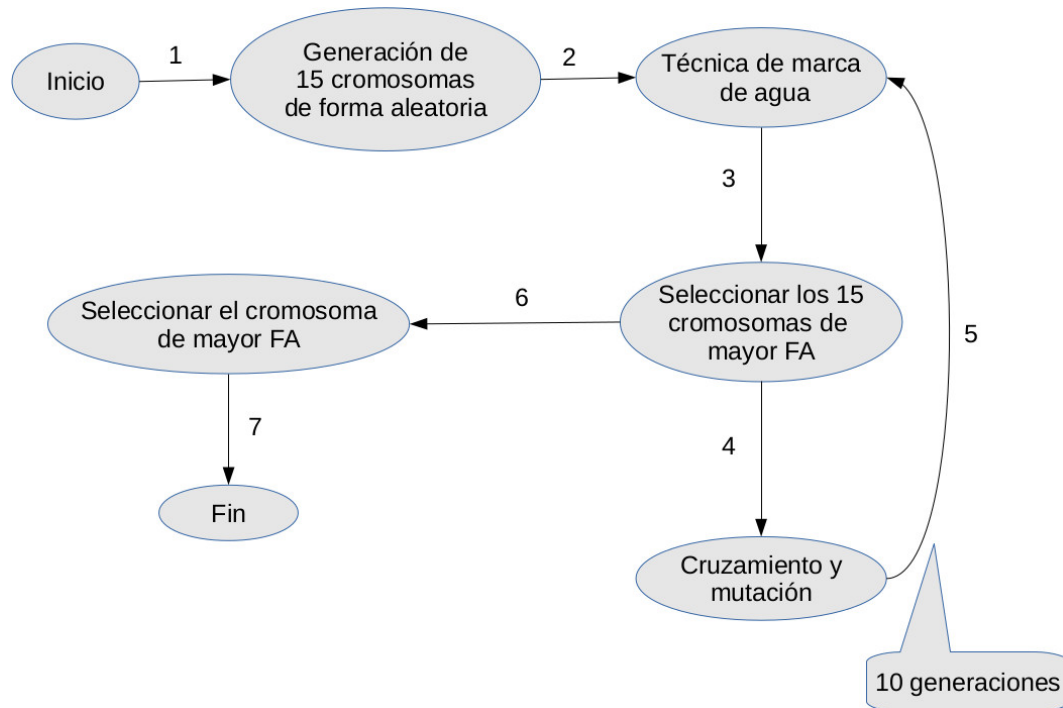 Inicio
1
Generación de
15 cromosomas
de forma aleatoria
2
Técnica de marca
de agua
3
Seleccionar los 15
cromosomas de
mayor FA
4
Cruzamiento y
mutación
5
10 generaciones
6
Seleccionar el cromosoma
de mayor FA
7
Fin